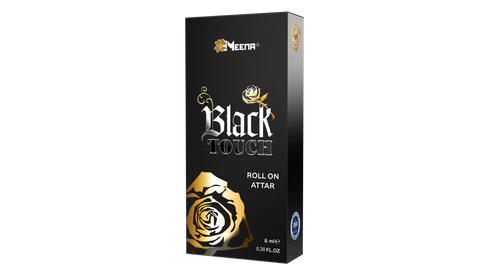 MEENA®
Black
TOUCH
ROLL ON
ATTAR
6 ml e
0.20 FL.OZ